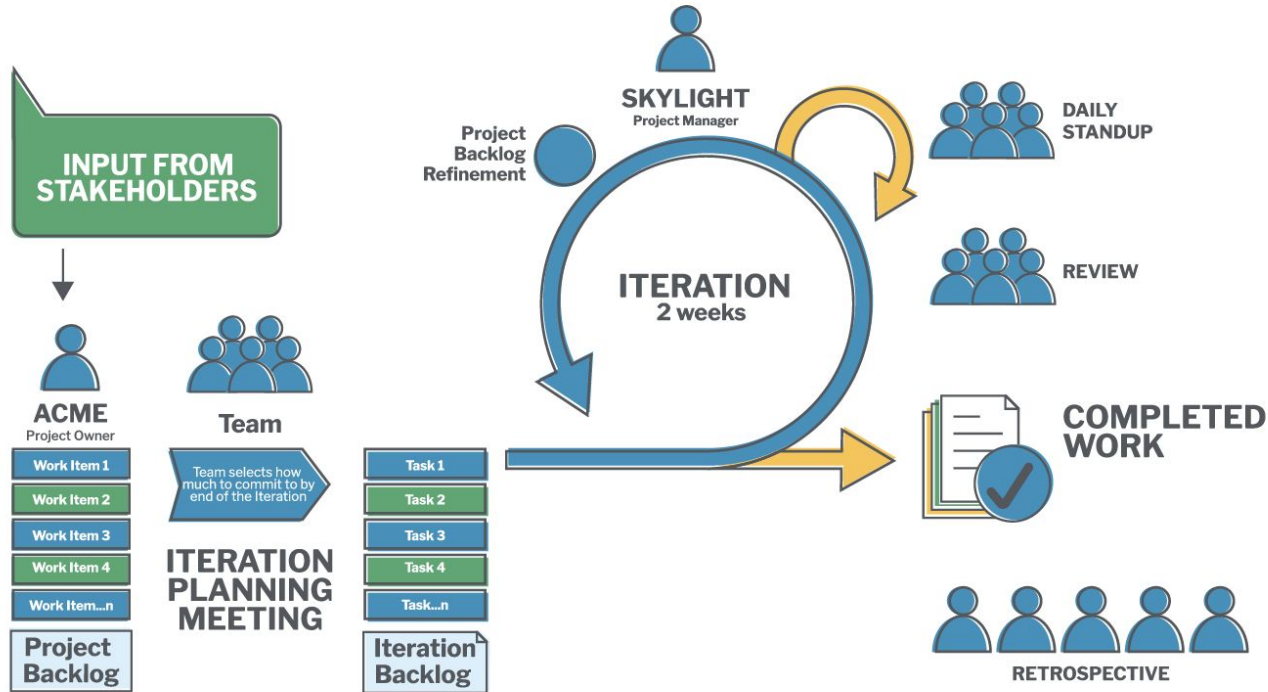 INPUT FROM
STAKEHOLDERS
ACME
Project Owner
Work Item 1
Work Item 2
Work Item 3
Work Item 4
Work Item...n
Project
Backlog
Team
Team selects how
much to commit to by
end of the Iteration
ITERATION
PLANNING
MEETING
Task 1
Task 2
Task 3
Task 4
Task...n
Iteration
Backlog
Project
Backlog
Refinement
SKYLIGHT
Project Manager
ITERATION
2 weeks
DAILY
STANDUP
REVIEW
COMPLETED
WORK
RETROSPECTIVE